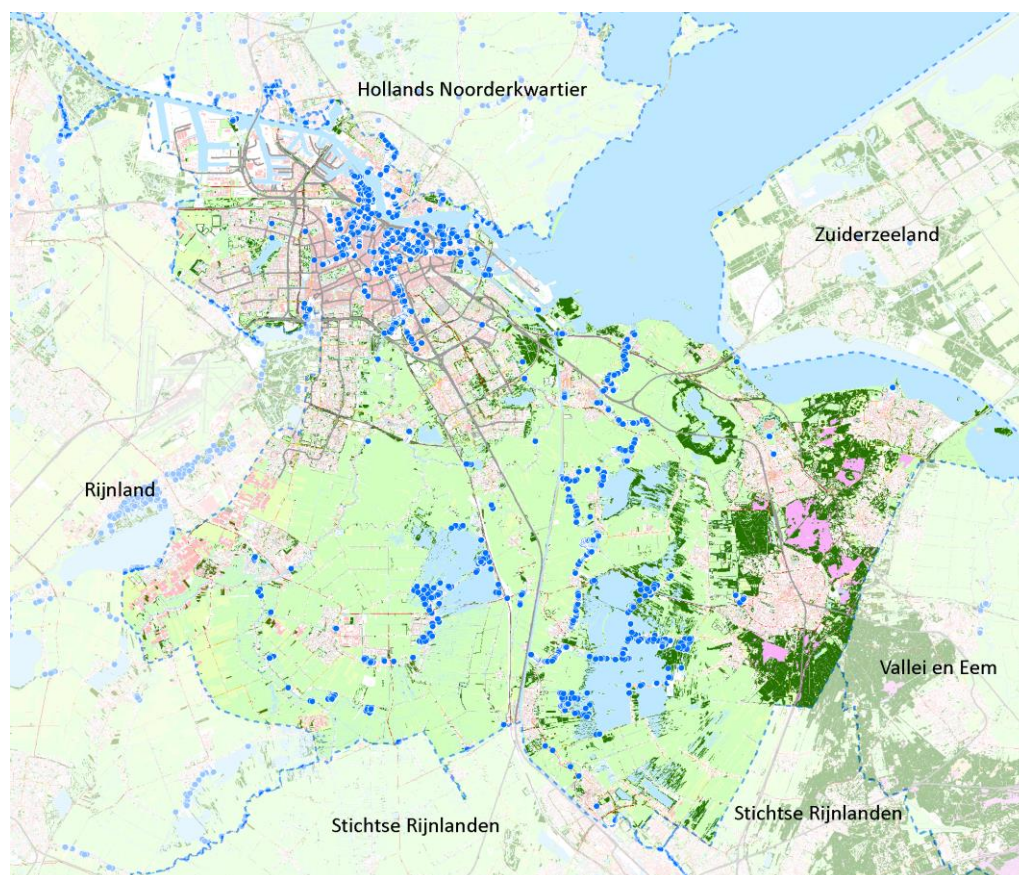 Hollands Noorderkwartier
Zuiderzeeland
Rijnland
Vallei en Eem
Stichtse Rijnlanden
Stichtse Rijnlanden